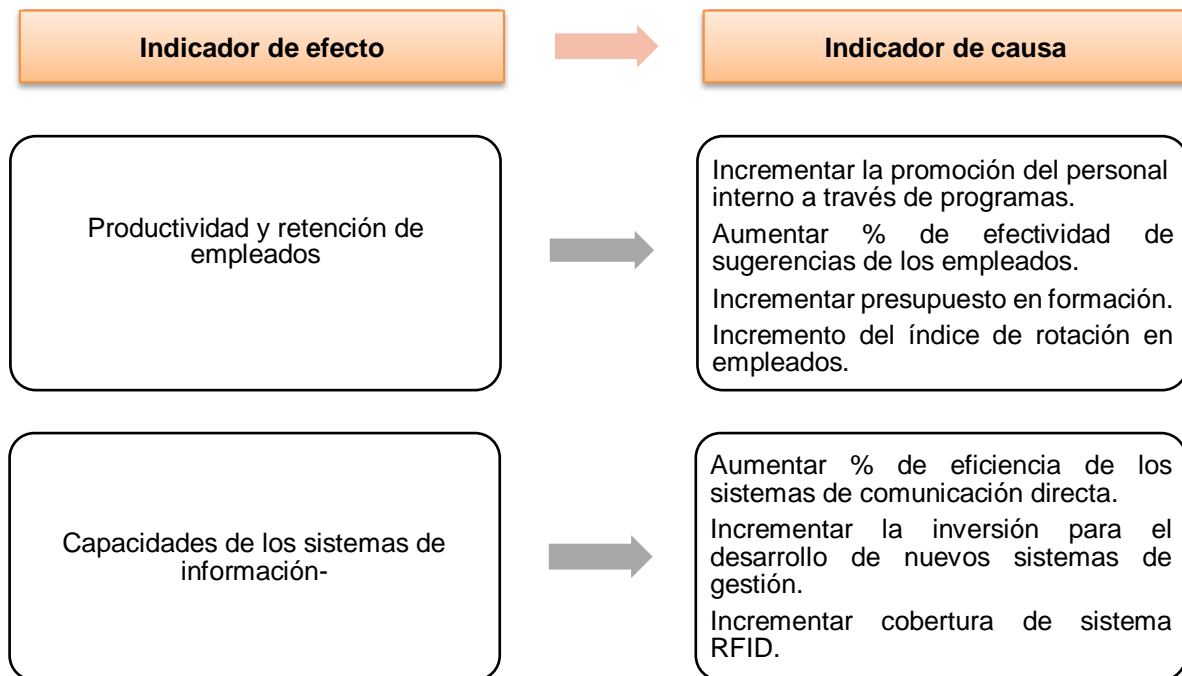 Indicador de efecto
Indicador de causa
Productividad y retención de
empleados
Incrementar la promoción del personal
interno a través de programas.
Aumentar % de efectividad de
sugerencias de los empleados.
Incrementar presupuesto en formación.
Incremento del índice de rotación en
empleados.
Capacidades de los sistemas de
información-
Aumentar % de eficiencia de los
sistemas de comunicación directa.
Incrementar la inversión para el
desarrollo de nuevos sistemas de
gestión.
Incrementar cobertura de sistema
RFID.